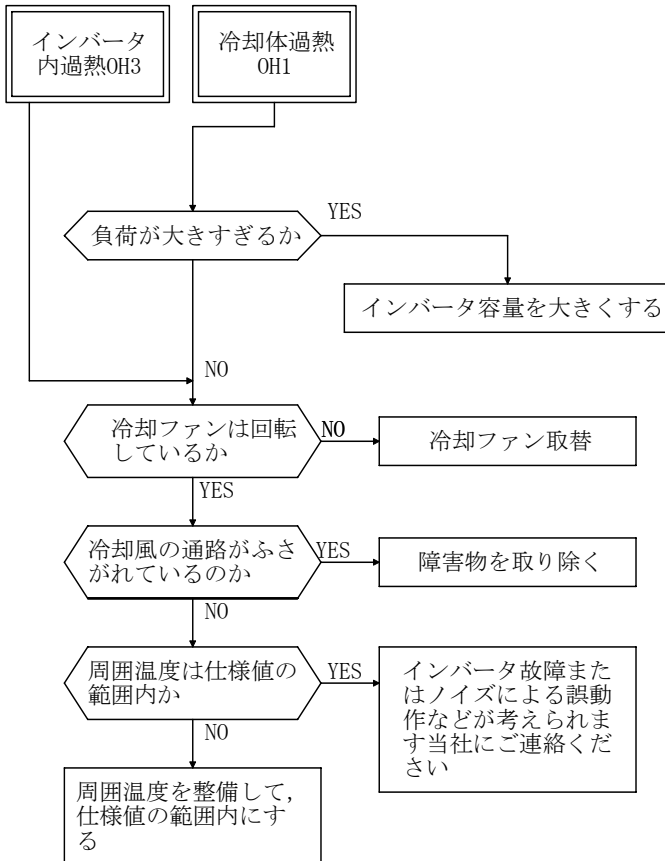 インバータ
内過熱OH3
冷却体過熱
OH1
負荷が大きすぎるか
YES
インバータ容量を大きくする
NO
冷却ファンは回転
しているか
NO
冷却ファン取替
YES
冷却風の通路がふさ
がれているのか
YES
障害物を取り除く
NO
周囲温度は仕様値の
範囲内か
YES
インバータ故障また
はノイズによる誤動
作などが考えられま
す当社にご連絡くだ
さい
NO
周囲温度を整備して,
仕様値の範囲内にす
る